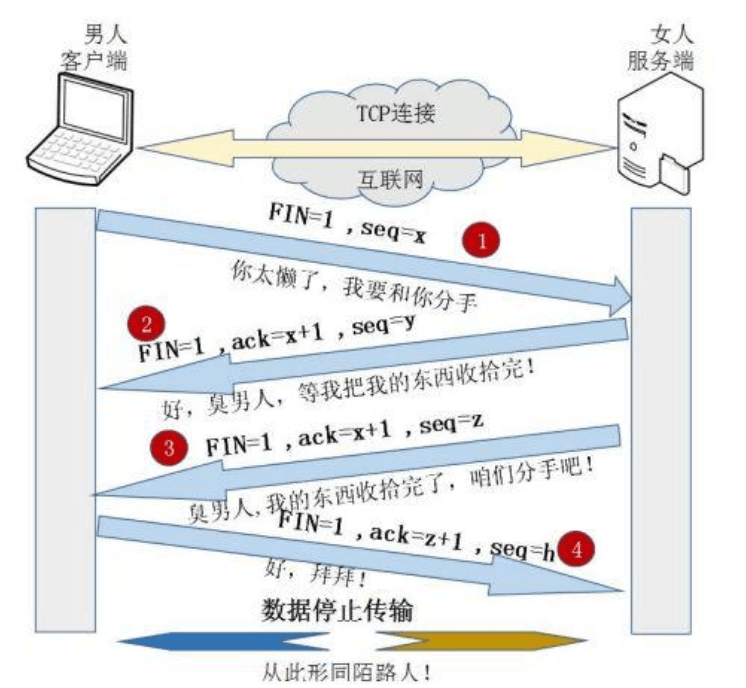 男人
客户端
女人
服务端
TCP连接
互联网
FIN=1 ,seq=x
1
你太懒了，我要和你分手
2
FIN=1 ,ack=x+1 ,seq=y
好，臭男人，等我把我的东西收拾完！
3
FIN=1 ,ack=x+1 ,seq=z
臭男人,我的东西收拾完了，咱们分手吧！
FIN=1 ,ack=z+1 ,seq=h
4
好，拜拜！
数据停止传输
从此形同陌路人！